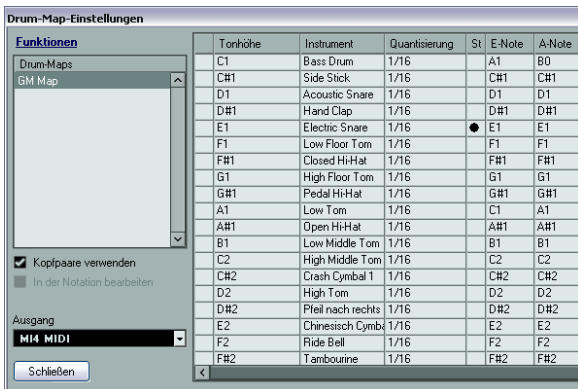 Drum-Map-Einstellungen
Funktionen
Drum-Maps
GM Map
Kopfpaare verwenden
In der Notation bearbeiten
Ausgang
MI4 MIDI
Schließen
Tonhöhe Instrument Quantisierung St E-Note A-Note
C1 Bass Drum 1/16 A1 B0
C#1 Side Stick 1/16 C#1 C#1
D1 Acoustic Snare 1/16 D1 D1
D#1 Hand Clap 1/16 D#1 D#1
E1 Electric Snare 1/16 E1 E1
F1 Low Floor Tom 1/16 F1 F1
F#1 Closed Hi-Hat 1/16 F#1 F#1
G1 High Floor Tom 1/16 G1 G1
G#1 Pedal Hi-Hat 1/16 G#1 G#1
A1 Low Tom 1/16 C1 A1
A#1 Open Hi-Hat 1/16 A#1 A#1
B1 Low Middle Tom 1/16 B1 B1
C2 High Middle Tom 1/16 C2 C2
C#2 Crash Cymbal 1 1/16 C#2 C#2
D2 High Tom 1/16 D2 D2
D#2 Pfeil nach rechts 1/16 D#2 D#2
E2 Chinesisch Cymba 1/16 E2 E2
F2 Ride Bell 1/16 F2 F2
F#2 Tambourine 1/16 F#2 F#2